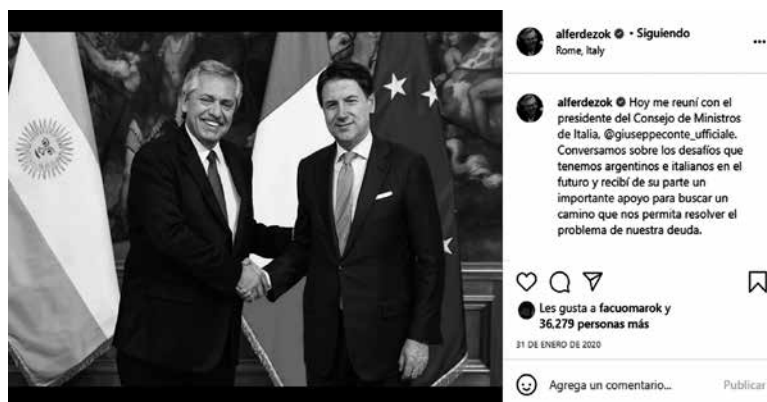 alferdezok • Siguiendo
Rome, Italy
alferdezok Hoy me reuní con el
presidente del Consejo de Ministros
de Italia, @giuseppeconte_ufficiale.
Conversamos sobre los desafíos que
tenemos argentinos e italianos en el
futuro y recibí de su parte un
importante apoyo para buscar un
camino que nos permita resolver el
problema de nuestra deuda.
Les gusta a facuomarok y
36,279 personas más
31 DE ENERO DE 2020
Agrega un comentario... Publicar